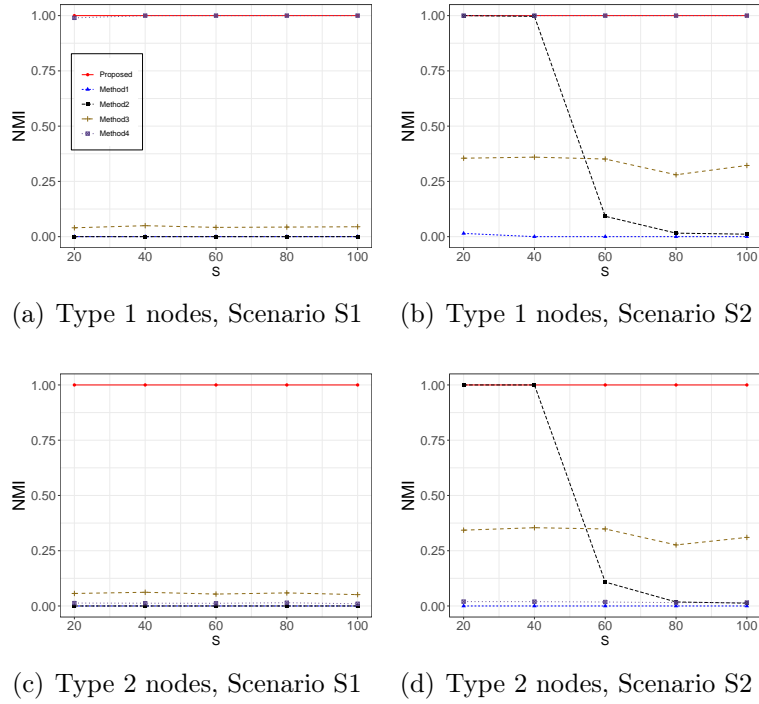 1.00
0.75
0.50
0.25
0.00
NMI
20 40 60 80 100
S
Proposed
Method1
Method2
Method3
Method4
(a) Type 1 nodes, Scenario S1
1.00
0.75
0.50
0.25
0.00
NMI
20 40 60 80 100
S
(b) Type 1 nodes, Scenario S2
1.00
0.75
0.50
0.25
0.00
NMI
20 40 60 80 100
S
(c) Type 2 nodes, Scenario S1
1.00
0.75
0.50
0.25
0.00
NMI
20 40 60 80 100
S
(d) Type 2 nodes, Scenario S2